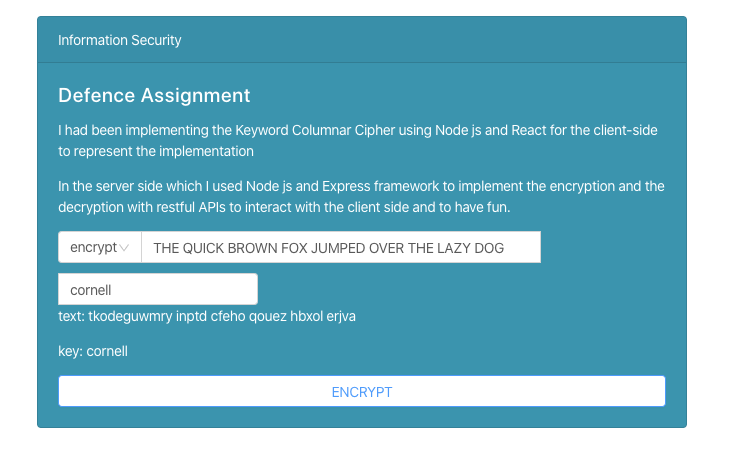 Information Security
Defence Assignment
I had been implementing the Keyword Columnar Cipher using Node js and React for the client-side
to represent the implementation
In the server side which I used Node js and Express framework to implement the encryption and the
decryption with restful APIs to interact with the client side and to have fun.
encrypt THE QUICK BROWN FOX JUMPED OVER THE LAZY DOG
cornell
text: tkodeguwmry inptd cfeho qouez hbxol erjva
key: cornell
ENCRYPT